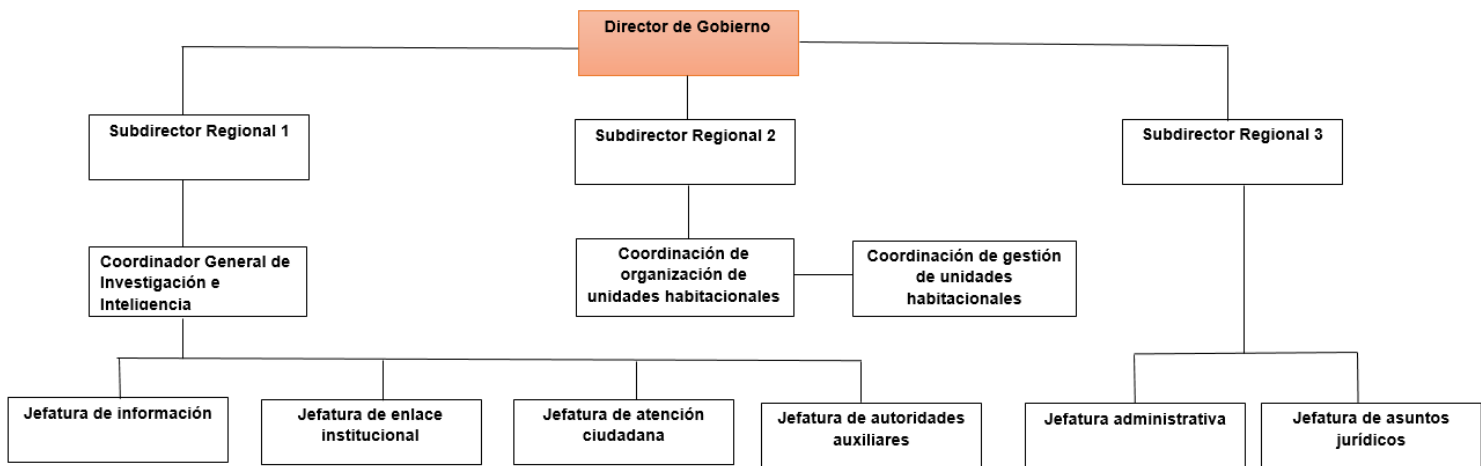 Director de Gobierno
Subdirector Regional 1
Subdirector Regional 2
Subdirector Regional 3
Coordinador General de
Investigación e
Inteligencia
Coordinación de
organización de
unidades habitacionales
Coordinación de gestión
de unidades
habitacionales
Jefatura de información
Jefatura de enlace
institucional
Jefatura de atención
ciudadana
Jefatura de autoridades
auxiliares
Jefatura administrativa
Jefatura de asuntos
jurídicos